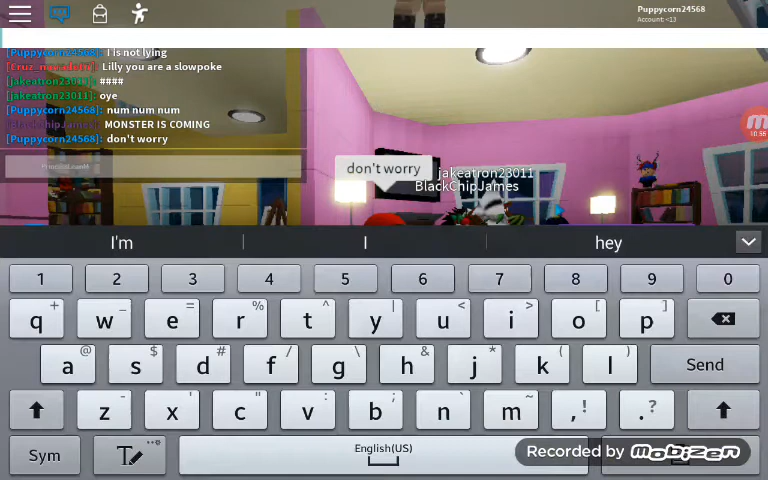 Puppycorn24568
Account: <13
[Puppycorn24568]: I is not lying
Lilly you are a slowpoke
[jakeatron23011]: ####
[jakeatron23011]: oye
[Puppycorn24568]: num num num
[BlackChipJames]: MONSTER IS COMING
[Puppycorn24568]: don't worry
don't worry
jakeatron23011
BlackChipJames
10:56
I'm I hey
1 2 3 4 5 6 7 8 9 0
+ _ = % ^ | < > [ ]
q w e r t y u i o p
@ $ # / \ & * ( )
a s d f g h j k l Send
- ' " : ; ` ~ ! ?
z x c v b n m , .
Sym T English(US)
Recorded by mobizen